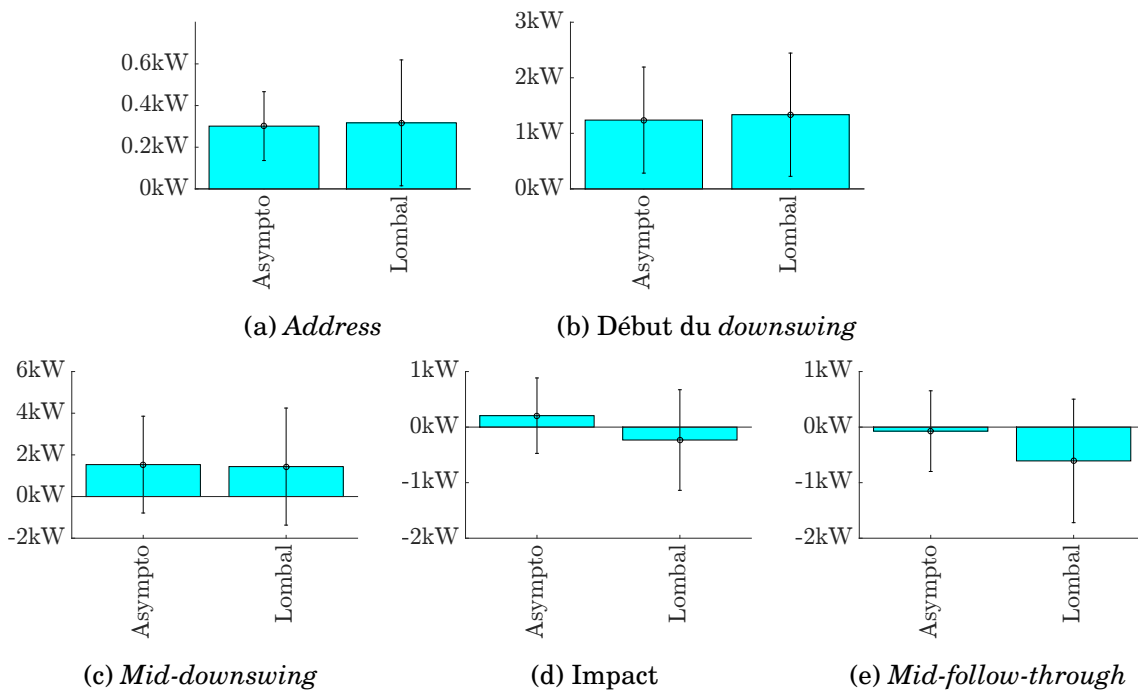 0.6kW
0.4kW
0.2kW
0kW
Asympto
Lombal
(a) Address
3kW
2kW
1kW
0kW
Asympto
Lombal
(b) Début du downswing
6kW
4kW
2kW
0kW
-2kW
Asympto
Lombal
(c) Mid-downswing
1kW
0kW
-1kW
-2kW
Asympto
Lombal
(d) Impact
1kW
0kW
-1kW
-2kW
Asympto
Lombal
(e) Mid-follow-through